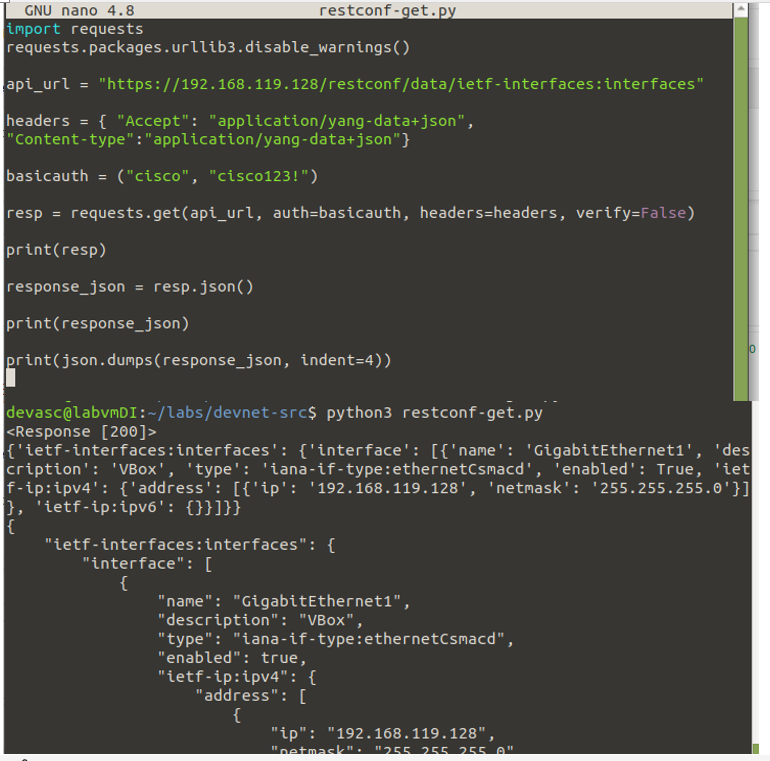 GNU nano 4.8 restconf-get.py
import requests
requests.packages.urllib3.disable_warnings()
api_url = "https://192.168.119.128/restconf/data/ietf-interfaces:interfaces"
headers = { "Accept": "application/yang-data+json",
"Content-type":"application/yang-data+json"}
basicauth = ("cisco", "cisco123!")
resp = requests.get(api_url, auth=basicauth, headers=headers, verify=False)
print(resp)
response_json = resp.json()
print(response_json)
print(json.dumps(response_json, indent=4))
devasc@labvmDI:~/labs/devnet-src$ python3 restconf-get.py
<Response [200]>
{'ietf-interfaces:interfaces': {'interface': [{'name': 'GigabitEthernet1', 'des
cription': 'VBox', 'type': 'iana-if-type:ethernetCsmacd', 'enabled': True, 'iet
f-ip:ipv4': {'address': [{'ip': '192.168.119.128', 'netmask': '255.255.255.0'}]
}, 'ietf-ip:ipv6': {}}]}}
{
    "ietf-interfaces:interfaces": {
        "interface": [
            {
                "name": "GigabitEthernet1",
                "description": "VBox",
                "type": "iana-if-type:ethernetCsmacd",
                "enabled": true,
                "ietf-ip:ipv4": {
                    "address": [
                        {
                            "ip": "192.168.119.128",
                            "netmask": "255.255.255.0"